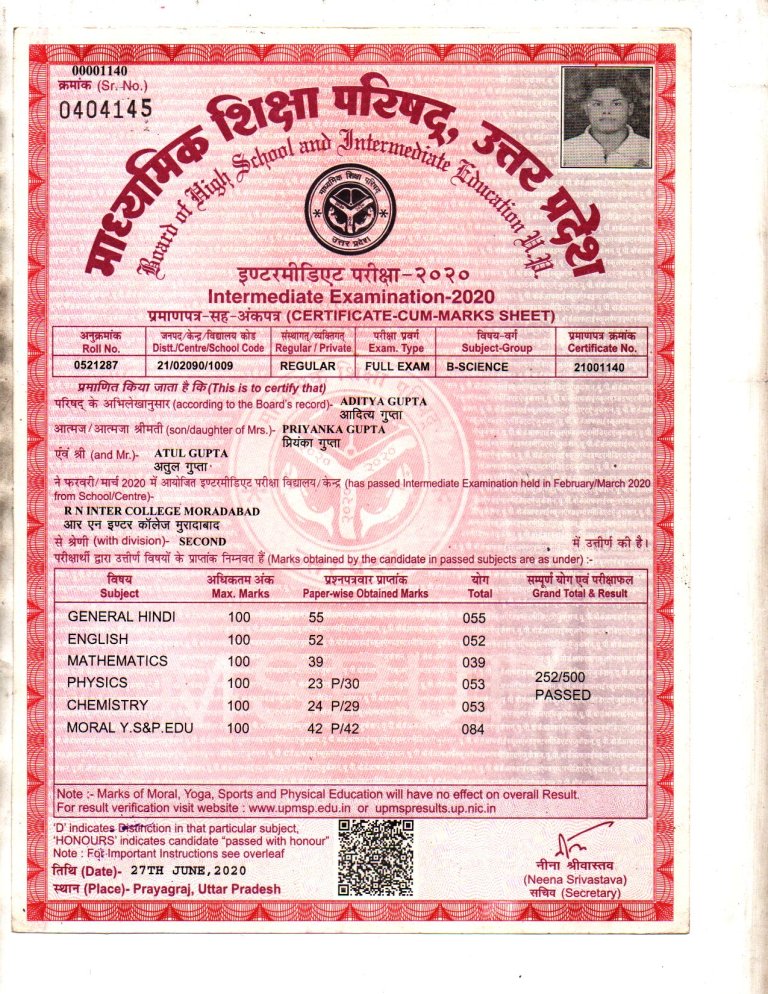 00001140
क्रमांक (Sr. No.)
0404145
माध्यमिक शिक्षा परिषद्, उत्तर प्रदेश
Board of High School and Intermediate Education U.P.
माध्यमिक शिक्षा परिषद
उत्तर प्रदेश
इण्टरमीडिएट परीक्षा-२०२०
Intermediate Examination-2020
प्रमाणपत्र-सह-अंकपत्र (CERTIFICATE-CUM-MARKS SHEET)
अनुक्रमांक जनपद/केन्द्र/विद्यालय कोड संस्थागत/व्यक्तिगत परीक्षा प्रवर्ग विषय-वर्ग प्रमाणपत्र क्रमांक
Roll No. Distt./Centre/School Code Regular / Private Exam. Type Subject-Group Certificate No.
0521287 21/02090/1009 REGULAR FULL EXAM B-SCIENCE 21001140
प्रमाणित किया जाता है कि (This is to certify that)
परिषद् के अभिलेखानुसार (according to the Board's record)- ADITYA GUPTA
आदित्य गुप्ता
आत्मज/आत्मजा श्रीमती (son/daughter of Mrs.)- PRIYANKA GUPTA
प्रियंका गुप्ता
एंवं श्री (and Mr.)- ATUL GUPTA
अतुल गुप्ता
ने फरवरी/मार्च 2020 में आयोजित इण्टरमीडिएट परीक्षा विद्यालय/केन्द्र (has passed Intermediate Examination held in February/March 2020
from School/Centre)-
R N INTER COLLEGE MORADABAD
आर एन इण्टर कॉलेज मुरादाबाद
से श्रेणी (with division)- SECOND में उत्तीर्ण की है।
परीक्षार्थी द्वारा उत्तीर्ण विषयों के प्राप्तांक निम्नवत हैं (Marks obtained by the candidate in passed subjects are as under) :-
विषय अधिकतम अंक प्रश्नपत्रवार प्राप्तांक योग सम्पूर्ण योग एवं परीक्षाफल
Subject Max. Marks Paper-wise Obtained Marks Total Grand Total & Result
GENERAL HINDI 100 55 055
ENGLISH 100 52 052
MATHEMATICS 100 39 039
PHYSICS 100 23 P/30 053 252/500
PASSED
CHEMISTRY 100 24 P/29 053
MORAL Y.S&P.EDU 100 42 P/42 084
Note :- Marks of Moral, Yoga, Sports and Physical Education will have no effect on overall Result.
For result verification visit website : www.upmsp.edu.in or upmspresults.up.nic.in
'D' indicates Distinction in that particular subject,
'HONOURS' indicates candidate "passed with honour"
Note : For Important Instructions see overleaf
तिथि (Date)- 27TH JUNE,2020
स्थान (Place)- Prayagraj, Uttar Pradesh
नीना श्रीवास्तव
(Neena Srivastava)
सचिव (Secretary)